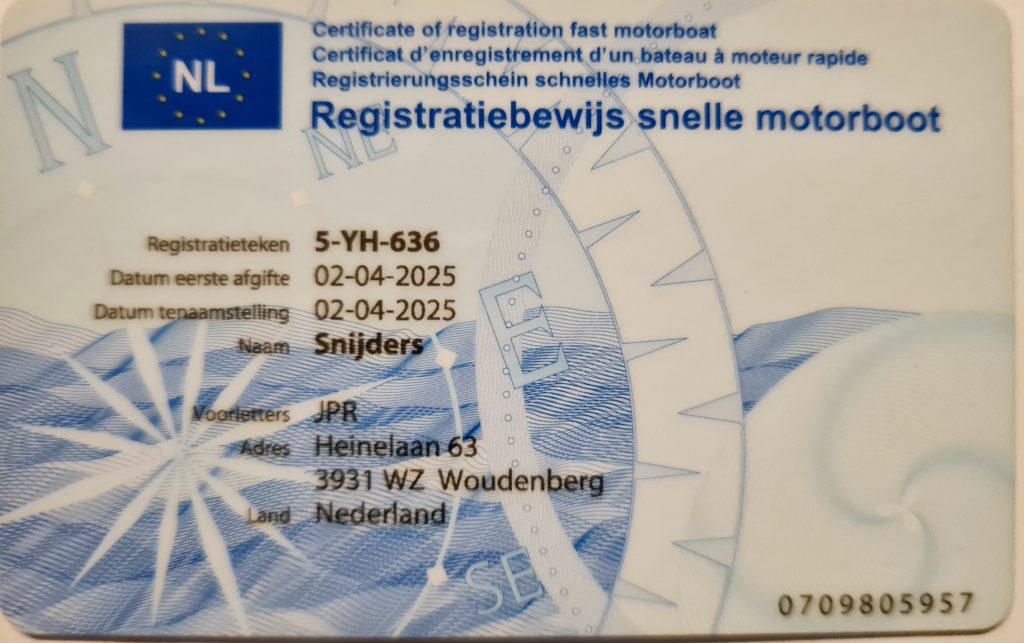 NL
Certificate of registration fast motorboat
Certificat d'enregistrement d'un bateau à moteur rapide
Registrierungsschein schnelles Motorboot
Registratiebewijs snelle motorboot
N
NE
Registratieteken 5-YH-636
Datum eerste afgifte 02-04-2025
Datum tenaamstelling 02-04-2025
Naam Snijders
E
Voorletters JPR
Adres Heinelaan 63
3931 WZ Woudenberg
Land Nederland
SE
0709805957